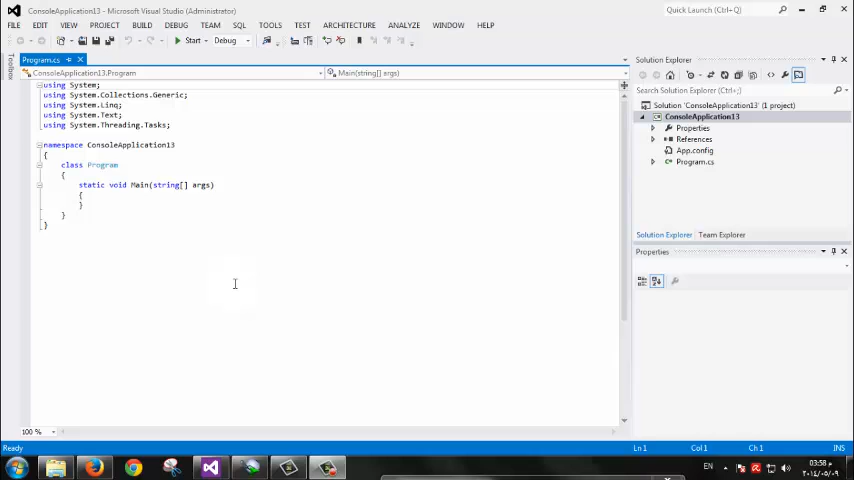 ConsoleApplication13 - Microsoft Visual Studio (Administrator)
Quick Launch (Ctrl+Q)
FILE EDIT VIEW PROJECT BUILD DEBUG TEAM SQL TOOLS TEST ARCHITECTURE ANALYZE WINDOW HELP
Start Debug
Toolbox
Program.cs
ConsoleApplication13.Program
Main(string[] args)
using System;
using System.Collections.Generic;
using System.Linq;
using System.Text;
using System.Threading.Tasks;
namespace ConsoleApplication13
{
class Program
{
static void Main(string[] args)
{
}
}
}
100 %
Solution Explorer
Search Solution Explorer (Ctrl+;)
Solution 'ConsoleApplication13' (1 project)
ConsoleApplication13
Properties
References
App.config
Program.cs
Solution Explorer Team Explorer
Properties
Ready
Ln 1 Col 1 Ch 1 INS
EN
03:58 م
٢٠١٤/٠٥/٠٩